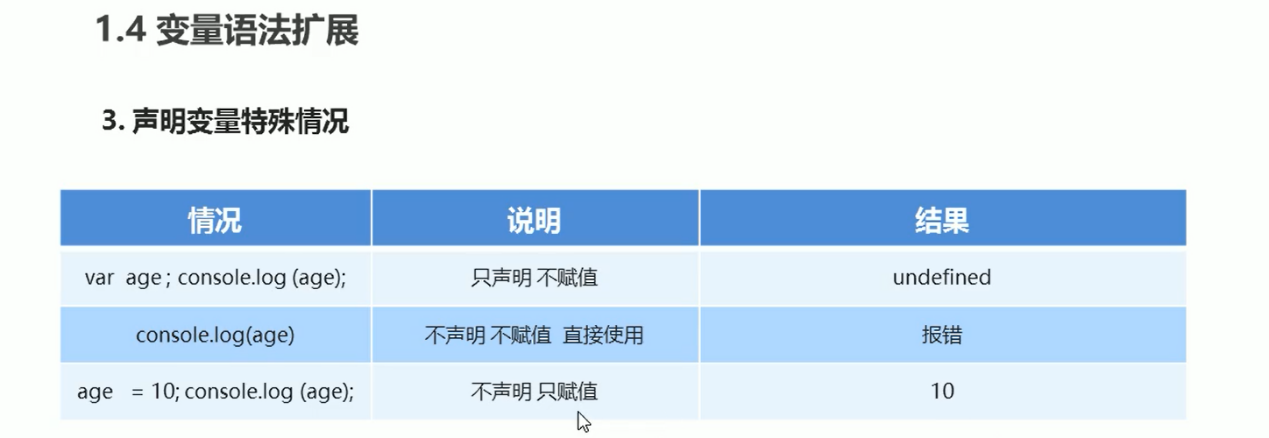 1.4 变量语法扩展
3. 声明变量特殊情况
情况 说明 结果
var age ; console.log (age); 只声明 不赋值 undefined
console.log(age) 不声明 不赋值 直接使用 报错
age = 10; console.log (age); 不声明 只赋值 10